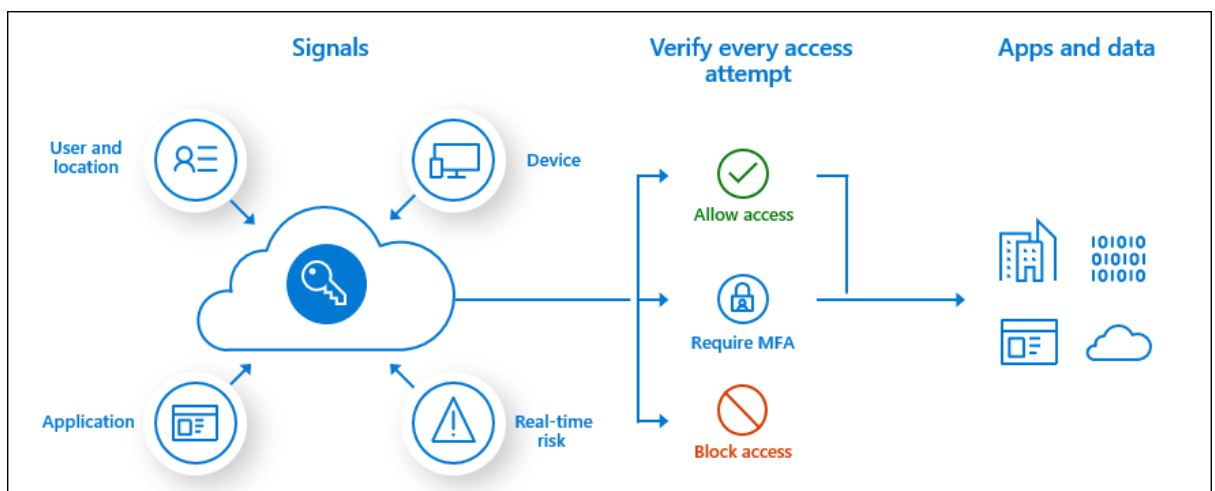 Signals
Verify every access
attempt
Apps and data
User and
location
Device
Allow access
101010
010101
101010
Require MFA
Application
Real-time
risk
Block access